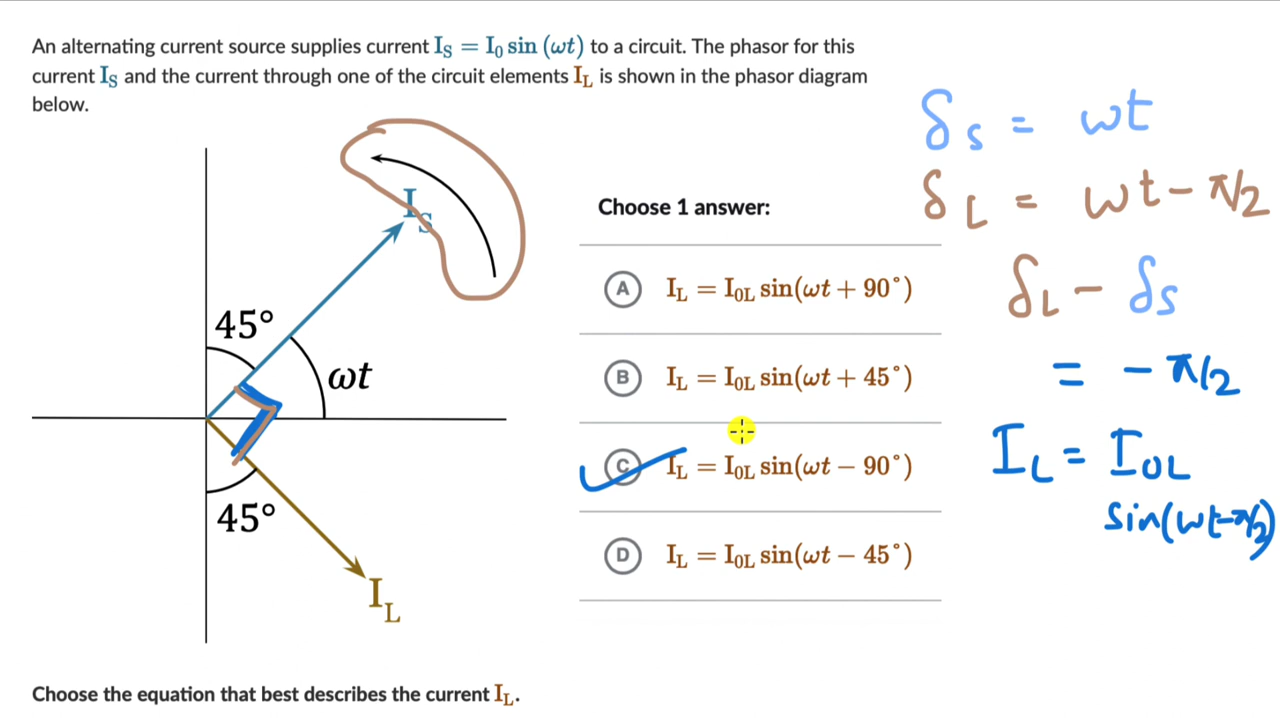 An alternating current source supplies current I_S = I_0 sin (ωt) to a circuit. The phasor for this
current I_S and the current through one of the circuit elements I_L is shown in the phasor diagram
below.
I_S
45°
ωt
45°
I_L
Choose 1 answer:
A I_L = I_0L sin(ωt + 90°)
B I_L = I_0L sin(ωt + 45°)
C I_L = I_0L sin(ωt − 90°)
D I_L = I_0L sin(ωt − 45°)
δ_S = ωt
δ_L = ωt − π/2
δ_L − δ_S
= − π/2
I_L = I_0L
sin(ωt−π/2)
Choose the equation that best describes the current I_L.